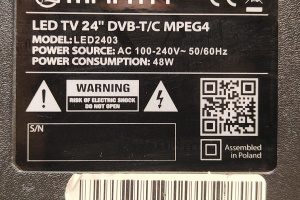 LED TV 24" DVB-T/C MPEG4
MODEL: LED2403
POWER SOURCE: AC 100-240V~ 50/60Hz
POWER CONSUMPTION: 48W
WARNING
RISK OF ELECTRIC SHOCK
DO NOT OPEN
S/N
Assembled
in Poland